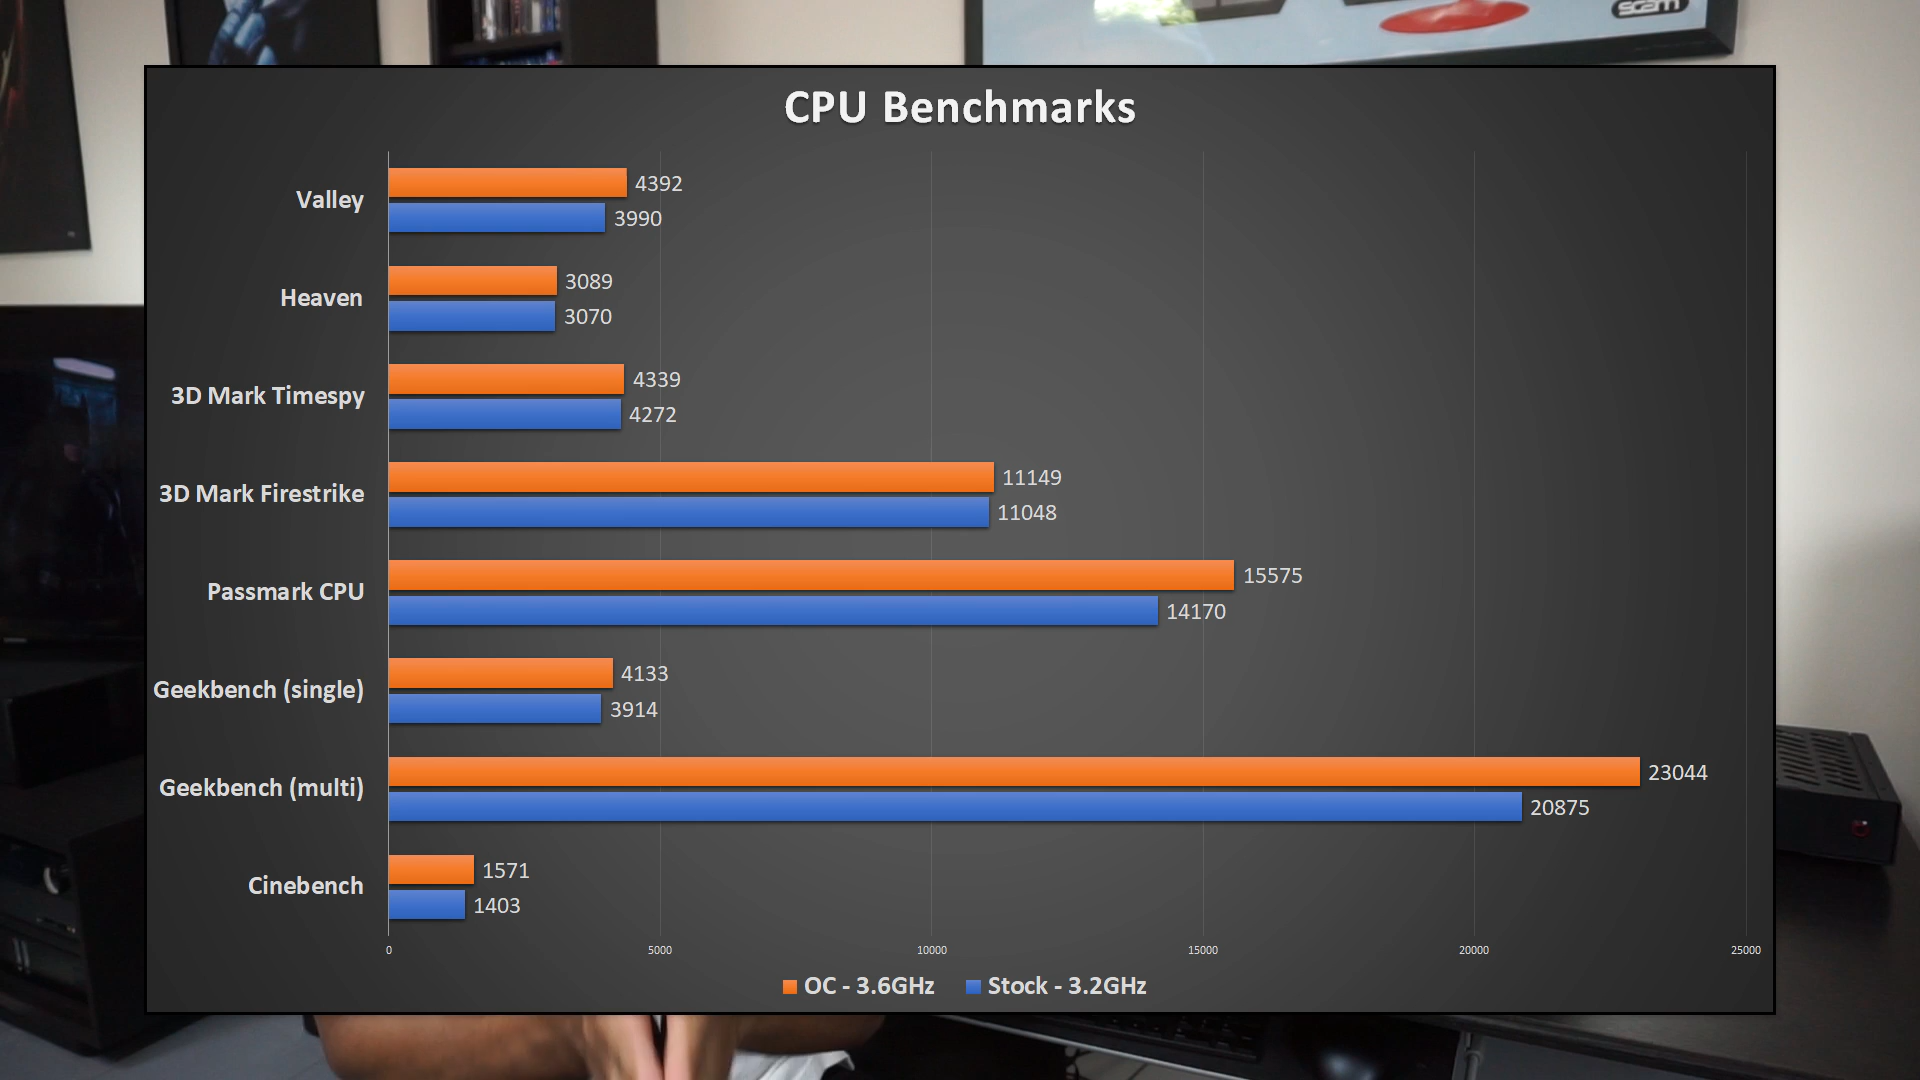 scam
CPU Benchmarks
Valley
4392
3990
Heaven
3089
3070
3D Mark Timespy
4339
4272
3D Mark Firestrike
11149
11048
Passmark CPU
15575
14170
Geekbench (single)
4133
3914
Geekbench (multi)
23044
20875
Cinebench
1571
1403
0 5000 10000 15000 20000 25000
OC - 3.6GHz Stock - 3.2GHz